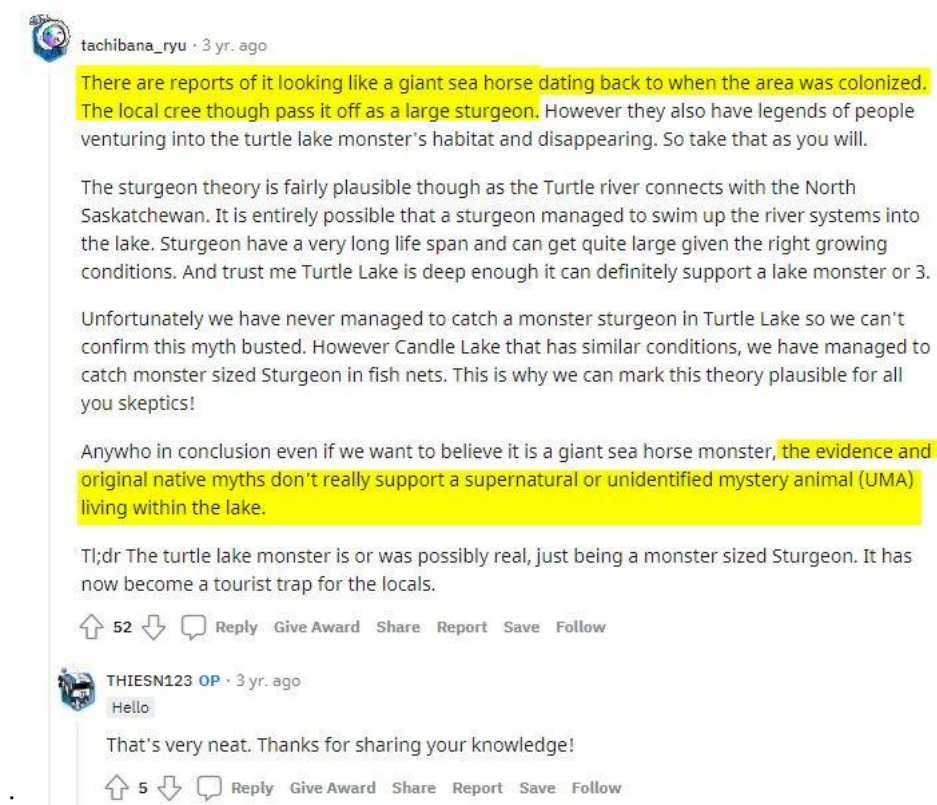 tachibana_ryu · 3 yr. ago
There are reports of it looking like a giant sea horse dating back to when the area was colonized.
The local cree though pass it off as a large sturgeon. However they also have legends of people
venturing into the turtle lake monster's habitat and disappearing. So take that as you will.
The sturgeon theory is fairly plausible though as the Turtle river connects with the North
Saskatchewan. It is entirely possible that a sturgeon managed to swim up the river systems into
the lake. Sturgeon have a very long life span and can get quite large given the right growing
conditions. And trust me Turtle Lake is deep enough it can definitely support a lake monster or 3.
Unfortunately we have never managed to catch a monster sturgeon in Turtle Lake so we can't
confirm this myth busted. However Candle Lake that has similar conditions, we have managed to
catch monster sized Sturgeon in fish nets. This is why we can mark this theory plausible for all
you skeptics!
Anywho in conclusion even if we want to believe it is a giant sea horse monster, the evidence and
original native myths don't really support a supernatural or unidentified mystery animal (UMA)
living within the lake.
Tl;dr The turtle lake monster is or was possibly real, just being a monster sized Sturgeon. It has
now become a tourist trap for the locals.
52 Reply Give Award Share Report Save Follow
THIESN123 OP · 3 yr. ago
Hello
That's very neat. Thanks for sharing your knowledge!
. 5 Reply Give Award Share Report Save Follow